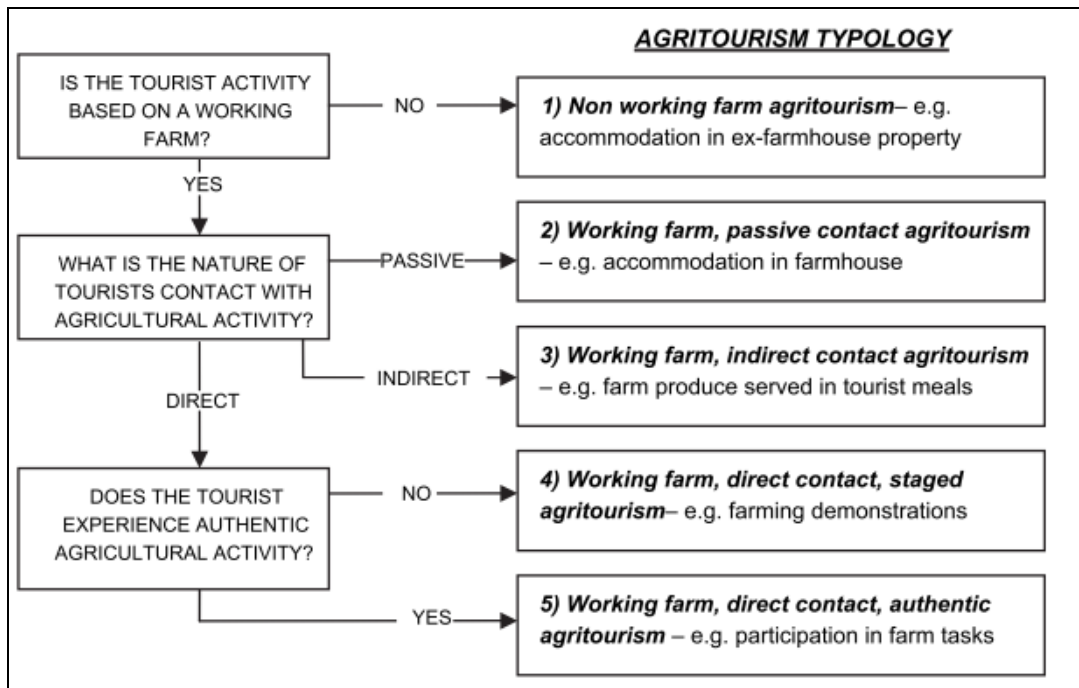 AGRITOURISM TYPOLOGY
IS THE TOURIST ACTIVITY
BASED ON A WORKING
FARM?
NO
1) Non working farm agritourism– e.g.
accommodation in ex-farmhouse property
YES
WHAT IS THE NATURE OF
TOURISTS CONTACT WITH
AGRICULTURAL ACTIVITY?
PASSIVE
2) Working farm, passive contact agritourism
– e.g. accommodation in farmhouse
INDIRECT
3) Working farm, indirect contact agritourism
– e.g. farm produce served in tourist meals
DIRECT
DOES THE TOURIST
EXPERIENCE AUTHENTIC
AGRICULTURAL ACTIVITY?
NO
4) Working farm, direct contact, staged
agritourism– e.g. farming demonstrations
YES
5) Working farm, direct contact, authentic
agritourism – e.g. participation in farm tasks